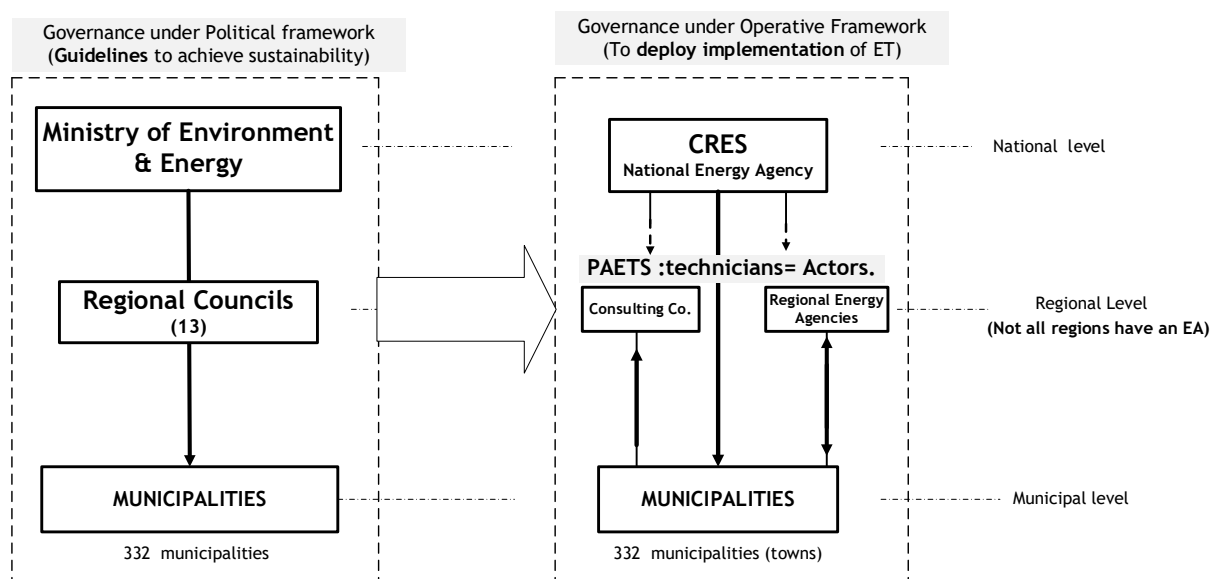 Governance under Political framework
(Guidelines to achieve sustainability)
Ministry of Environment
& Energy
Regional Councils
(13)
MUNICIPALITIES
332 municipalities
Governance under Operative Framework
(To deploy implementation of ET)
CRES
National Energy Agency
PAETS :technicians= Actors.
Consulting Co.
Regional Energy
Agencies
MUNICIPALITIES
332 municipalities (towns)
National level
Regional Level
(Not all regions have an EA)
Municipal level